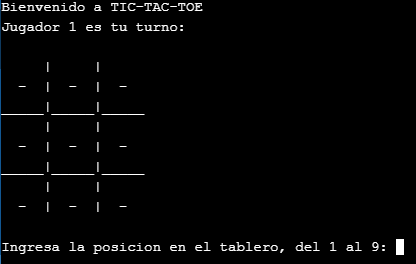 Bienvenido a TIC-TAC-TOE
Jugador 1 es tu turno:
     |     |
  -  |  -  |  -
_____|_____|_____
     |     |
  -  |  -  |  -
_____|_____|_____
     |     |
  -  |  -  |  -
Ingresa la posicion en el tablero, del 1 al 9: